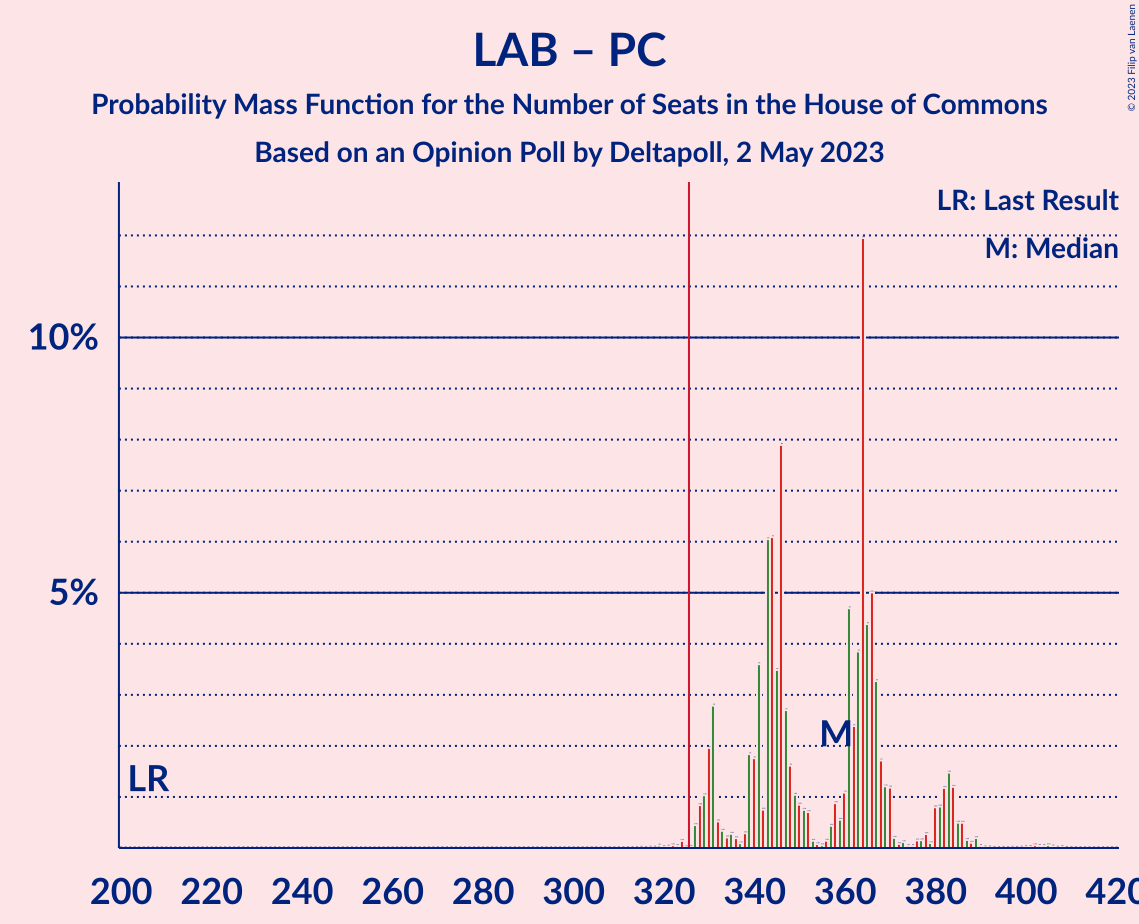 LAB – PC
Probability Mass Function for the Number of Seats in the House of Commons
Based on an Opinion Poll by Deltapoll, 2 May 2023
© 2023 Filip van Laenen
LR: Last Result
M: Median
10%
5%
M
LR
200 220 240 260 280 300 320 340 360 380 400 420